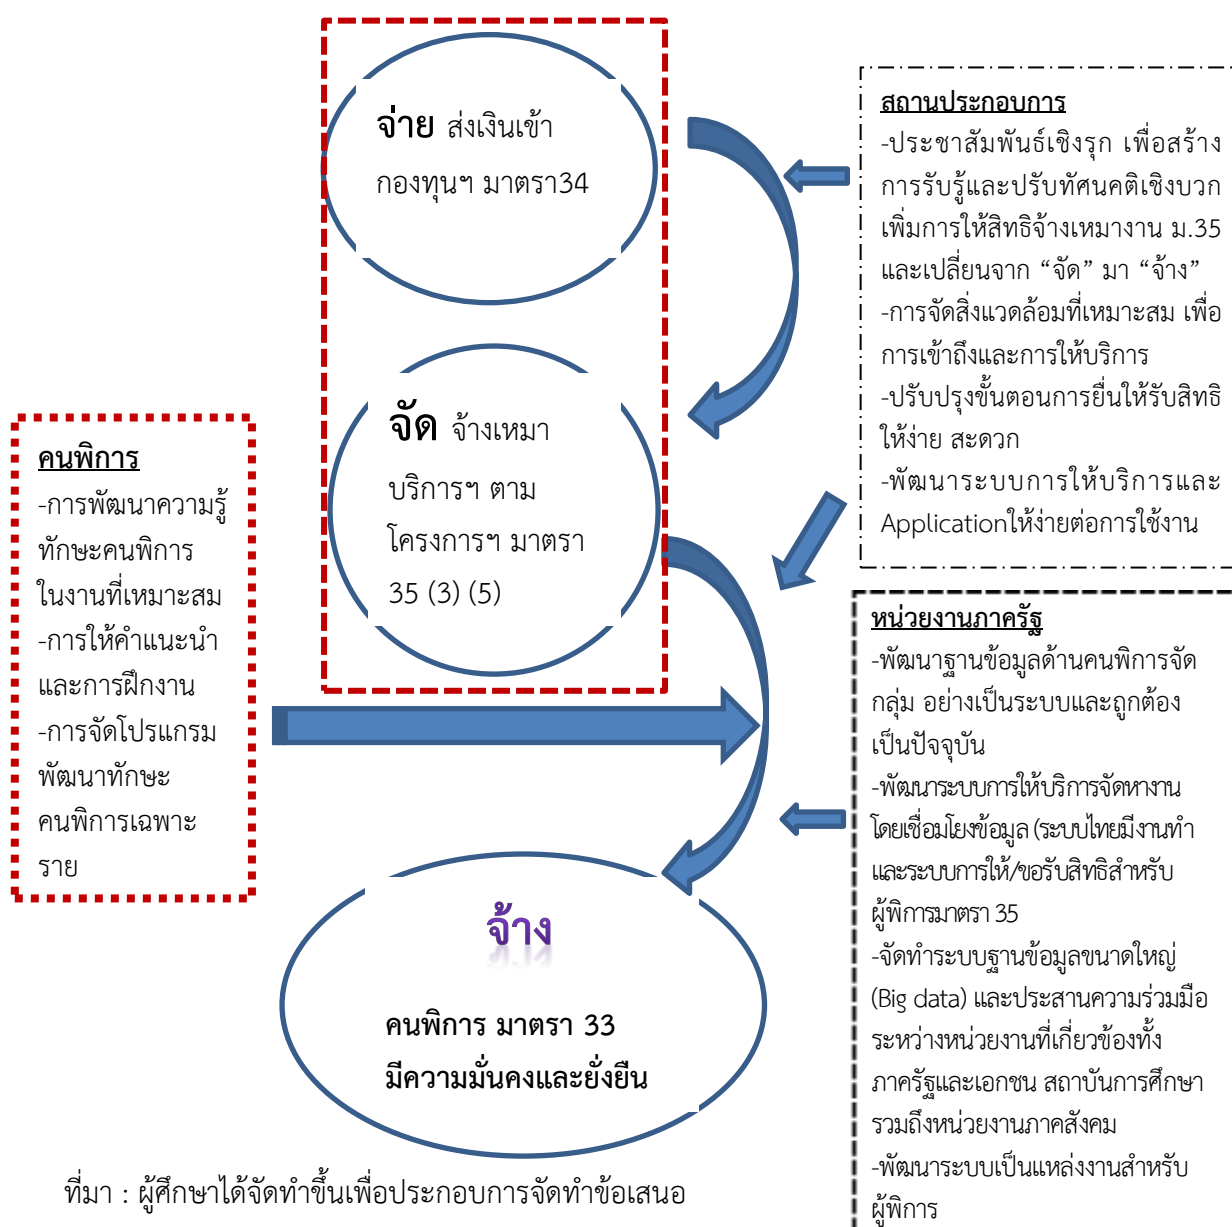 จ่าย ส่งเงินเข้า
กองทุนฯ มาตรา34
สถานประกอบการ
-ประชาสัมพันธ์เชิงรุก เพื่อสร้าง
การรับรู้และปรับทัศนคติเชิงบวก
เพิ่มการให้สิทธิจ้างเหมางาน ม.35
และเปลี่ยนจาก “จัด” มา “จ้าง”
-การจัดสิ่งแวดล้อมที่เหมาะสม เพื่อ
การเข้าถึงและการให้บริการ
-ปรับปรุงขั้นตอนการยื่นให้รับสิทธิ
ให้ง่าย สะดวก
-พัฒนาระบบการให้บริการและ
Applicationให้ง่ายต่อการใช้งาน
จัด จ้างเหมา
บริการฯ ตาม
โครงการฯ มาตรา
35 (3) (5)
คนพิการ
-การพัฒนาความรู้
ทักษะคนพิการ
ในงานที่เหมาะสม
-การให้คำแนะนำ
และการฝึกงาน
-การจัดโปรแกรม
พัฒนาทักษะ
คนพิการเฉพาะ
ราย
หน่วยงานภาครัฐ
-พัฒนาฐานข้อมูลด้านคนพิการจัด
กลุ่ม อย่างเป็นระบบและถูกต้อง
เป็นปัจจุบัน
-พัฒนาระบบการให้บริการจัดหางาน
โดยเชื่อมโยงข้อมูล (ระบบไทยมีงานทำ
และระบบการให้/ขอรับสิทธิสำหรับ
ผู้พิการมาตรา 35
-จัดทำระบบฐานข้อมูลขนาดใหญ่
(Big data) และประสานความร่วมมือ
ระหว่างหน่วยงานที่เกี่ยวข้องทั้ง
ภาครัฐและเอกชน สถาบันการศึกษา
รวมถึงหน่วยงานภาคสังคม
-พัฒนาระบบเป็นแหล่งงานสำหรับ
ผู้พิการ
จ้าง
คนพิการ มาตรา 33
มีความมั่นคงและยั่งยืน
ที่มา : ผู้ศึกษาได้จัดทำขึ้นเพื่อประกอบการจัดทำข้อเสนอ